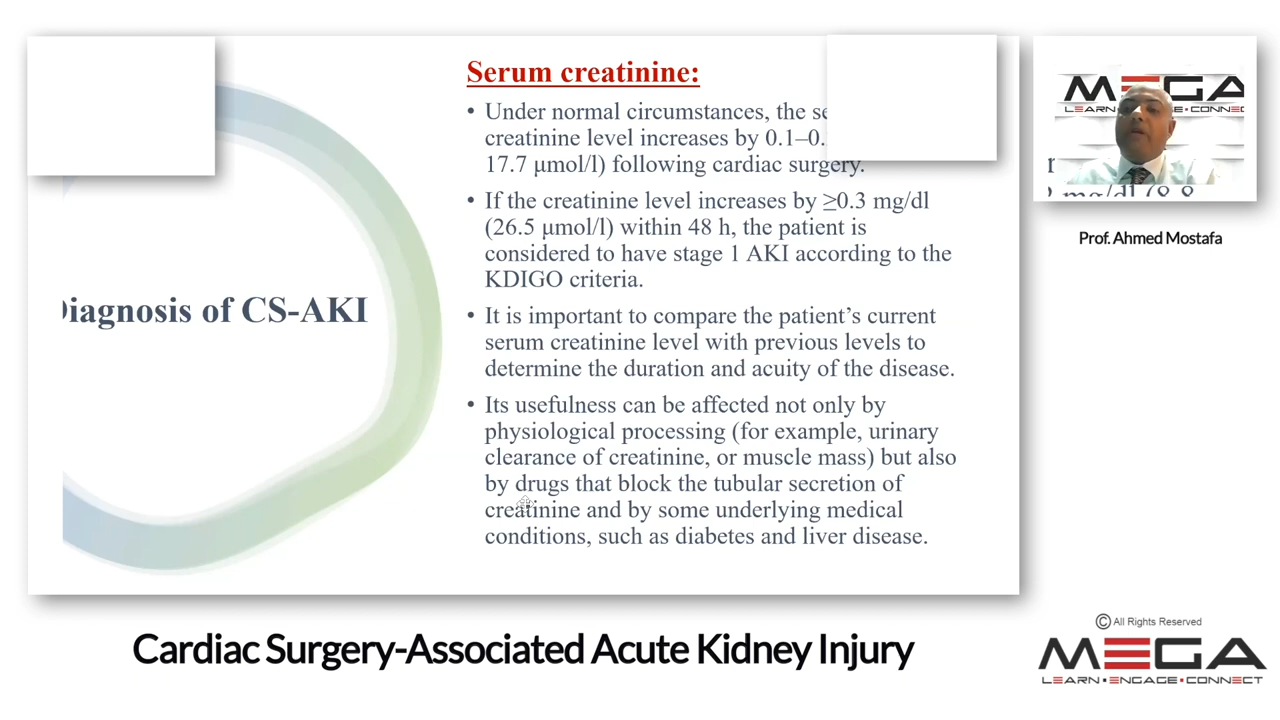 Serum creatinine:
• Under normal circumstances, the
creatinine level increases by 0.1–0.
17.7 μmol/l) following cardiac surgery.
• If the creatinine level increases by ≥0.3 mg/dl
(26.5 μmol/l) within 48 h, the patient is
considered to have stage 1 AKI according to the
KDIGO criteria.
• It is important to compare the patient’s current
serum creatinine level with previous levels to
determine the duration and acuity of the disease.
• Its usefulness can be affected not only by
physiological processing (for example, urinary
clearance of creatinine, or muscle mass) but also
by drugs that block the tubular secretion of
creatinine and by some underlying medical
conditions, such as diabetes and liver disease.
iagnosis of CS-AKI
MEGA
LEARN ENGAGE CONNEC
mg/dl (8.8
Prof. Ahmed Mostafa
Cardiac Surgery-Associated Acute Kidney Injury
© All Rights Reserved
MEGA
LEARN • ENGAGE • CONNECT